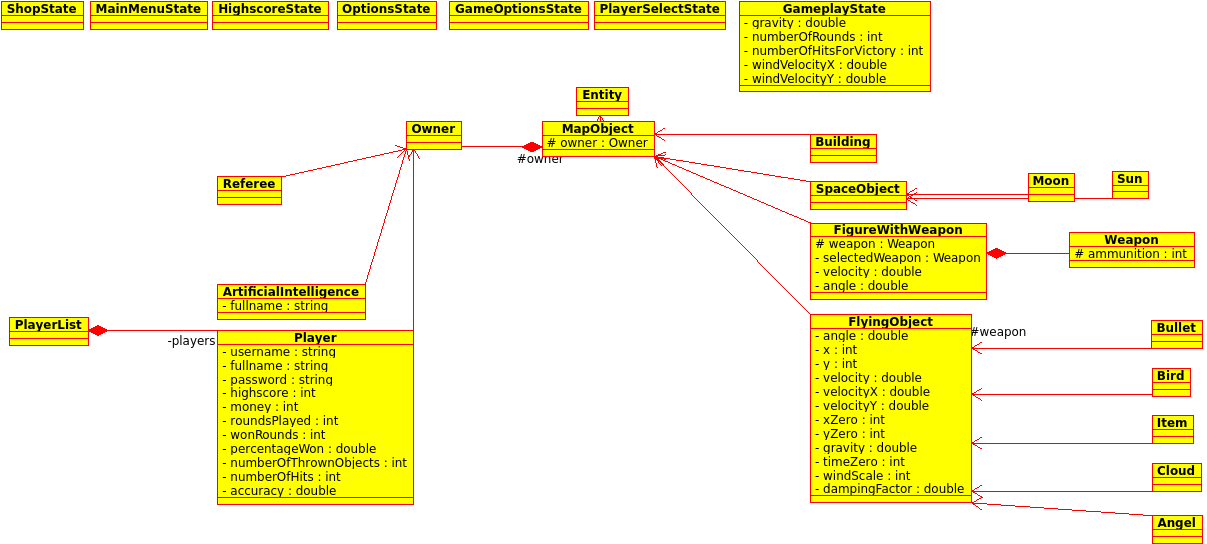 ShopState
MainMenuState
HighscoreState
OptionsState
GameOptionsState
PlayerSelectState
GameplayState
- gravity : double
- numberOfRounds : int
- numberOfHitsForVictory : int
- windVelocityX : double
- windVelocityY : double
Entity
Owner
MapObject
# owner : Owner
#owner
Building
Referee
SpaceObject
Moon
Sun
FigureWithWeapon
# weapon : Weapon
- selectedWeapon : Weapon
- velocity : double
- angle : double
Weapon
# ammunition : int
ArtificialIntelligence
- fullname : string
PlayerList
-players
Player
- username : string
- fullname : string
- password : string
- highscore : int
- money : int
- roundsPlayed : int
- wonRounds : int
- percentageWon : double
- numberOfThrownObjects : int
- numberOfHits : int
- accuracy : double
FlyingObject
- angle : double
- x : int
- y : int
- velocity : double
- velocityX : double
- velocityY : double
- xZero : int
- yZero : int
- gravity : double
- timeZero : int
- windScale : int
- dampingFactor : double
#weapon
Bullet
Bird
Item
Cloud
Angel